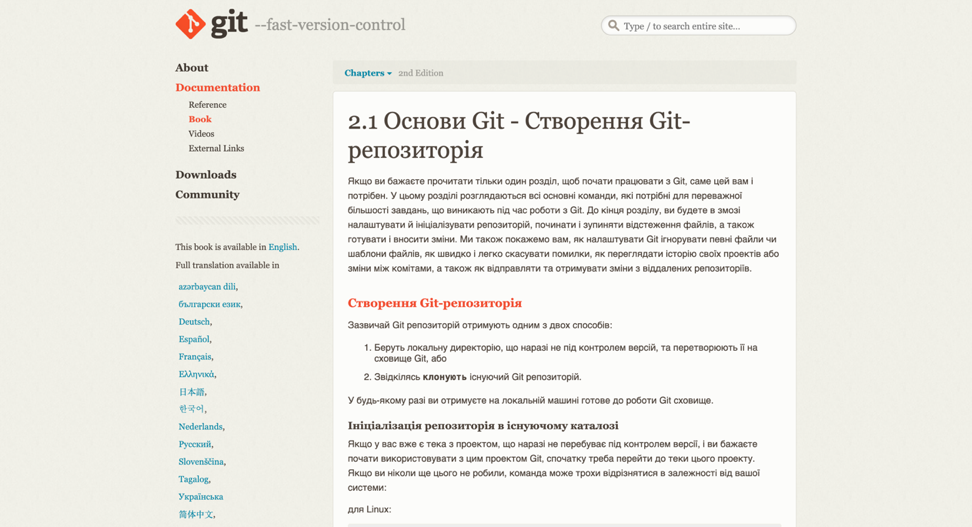 git --fast-version-control
Type / to search entire site...
About
Documentation
Reference
Book
Videos
External Links
Downloads
Community
This book is available in English.
Full translation available in
azərbaycan dili,
български език,
Deutsch,
Español,
Français,
Ελληνικά,
日本語,
한국어,
Nederlands,
Русский,
Slovenščina,
Tagalog,
Українська
简体中文,
Chapters 2nd Edition
2.1 Основи Git - Створення Git-
репозиторія
Якщо ви бажаєте прочитати тільки один розділ, щоб почати працювати з Git, саме цей вам і
потрібен. У цьому розділі розглядаються всі основні команди, які потрібні для переважної
більшості завдань, що виникають під час роботи з Git. До кінця розділу, ви будете в змозі
налаштувати й ініціалізувати репозиторій, починати і зупиняти відстеження файлів, а також
готувати і вносити зміни. Ми також покажемо вам, як налаштувати Git ігнорувати певні файли чи
шаблони файлів, як швидко і легко скасувати помилки, як переглядати історію своїх проектів або
зміни між комітами, а також як відправляти та отримувати зміни з віддалених репозиторіїв.
Створення Git-репозиторія
Зазвичай Git репозиторій отримують одним з двох способів:
1. Беруть локальну директорію, що наразі не під контролем версій, та перетворюють її на
сховище Git, або
2. Звідкілясь клонують існуючий Git репозиторій.
У будь-якому разі ви отримуєте на локальній машині готове до роботи Git сховище.
Ініціалізація репозиторія в існуючому каталозі
Якщо у вас вже є тека з проектом, що наразі не перебуває під контролем версії, і ви бажаєте
почати використовувати з цим проектом Git, спочатку треба перейти до теки цього проекту.
Якщо ви ніколи ще цього не робили, команда може трохи відрізнятися в залежності від вашої
системи:
для Linux: